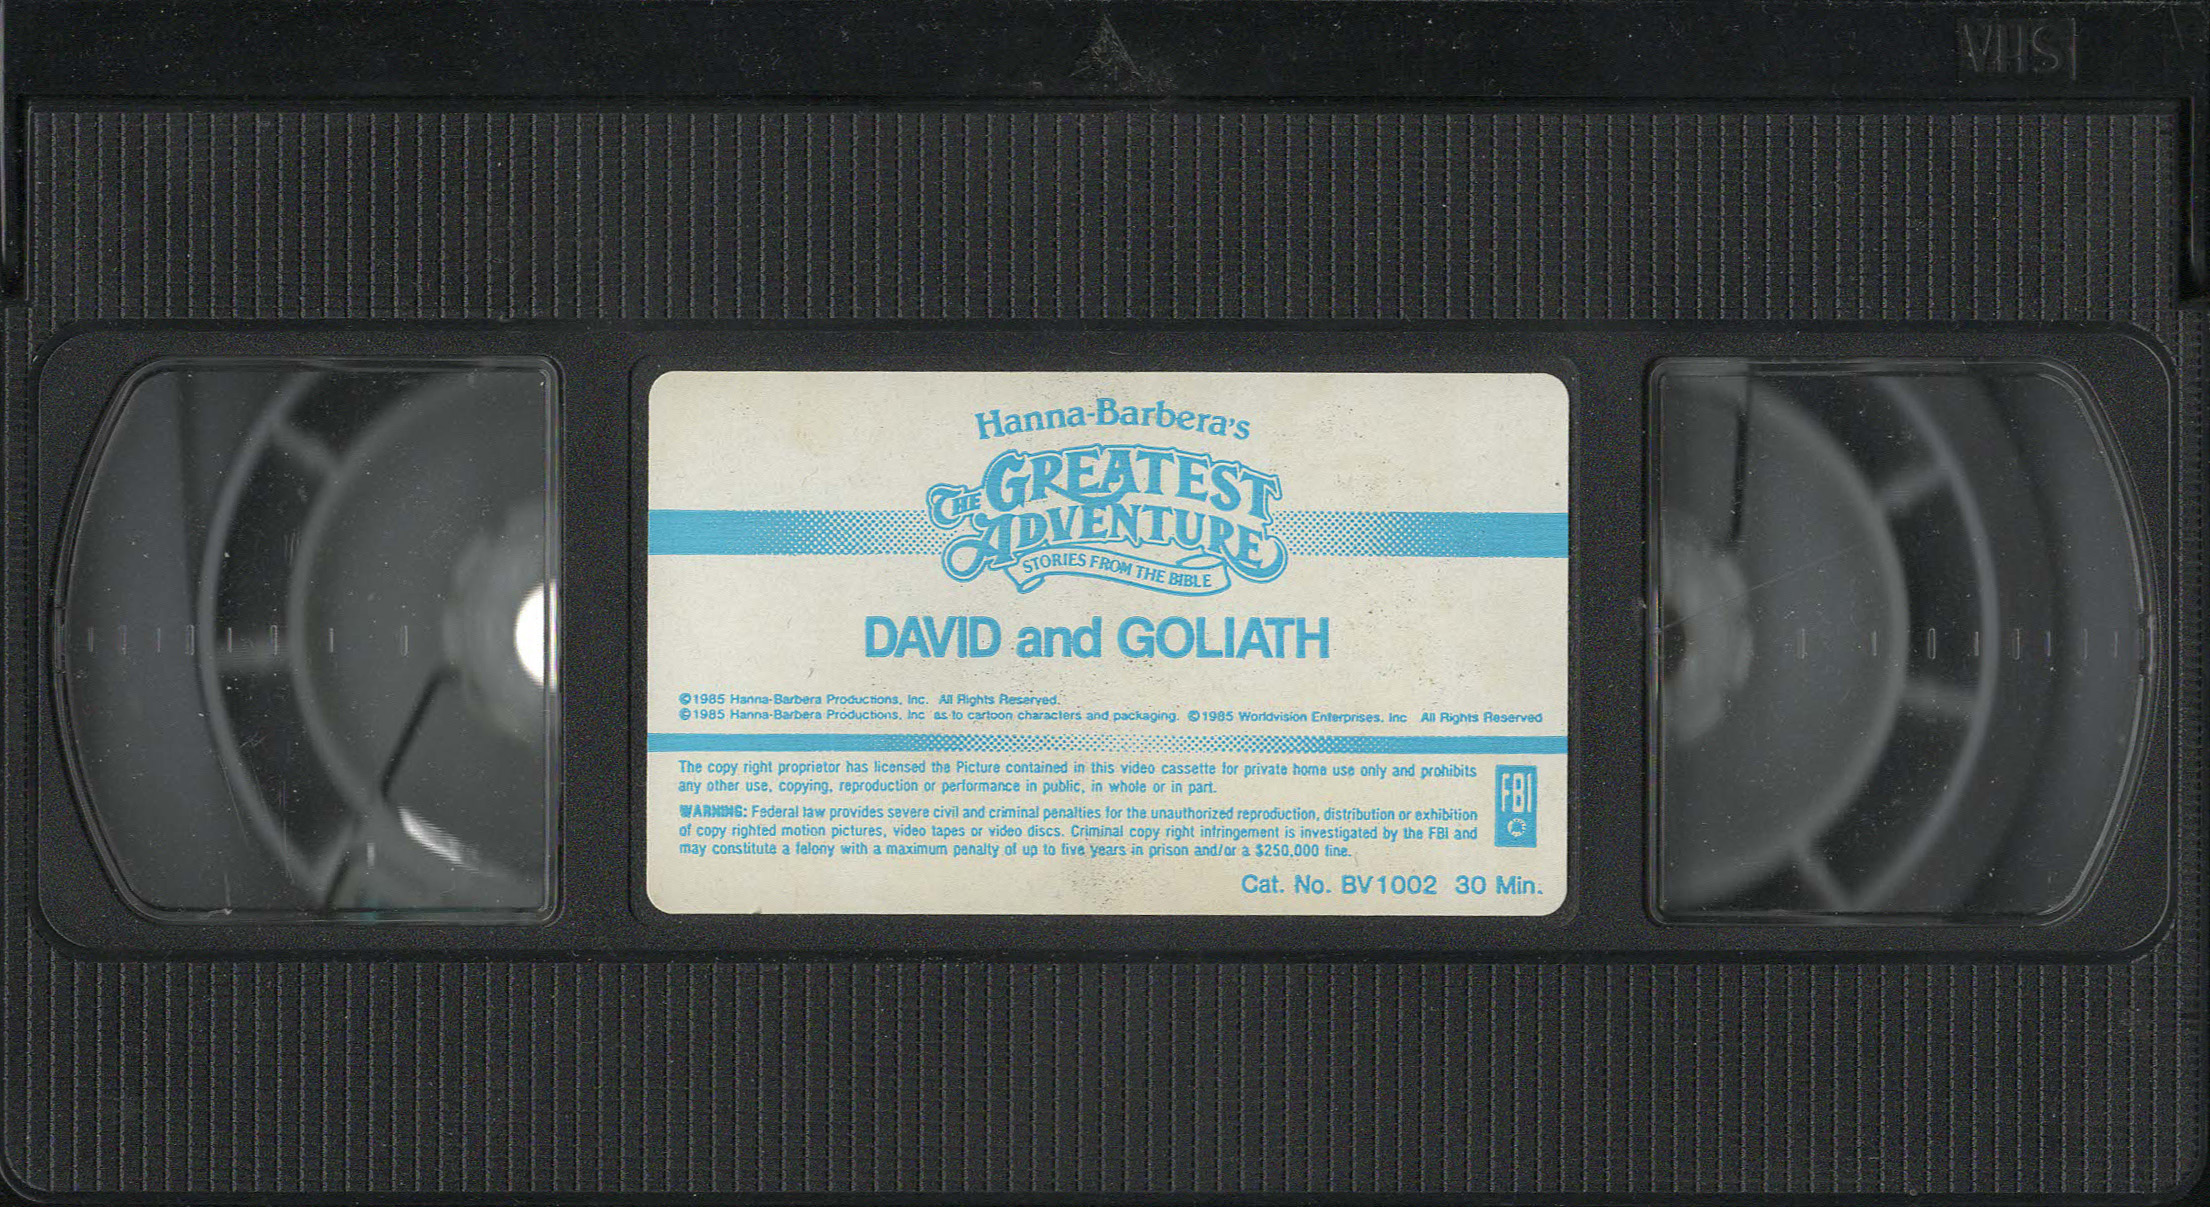 VHS
Hanna-Barbera's
THE GREATEST
ADVENTURE
STORIES FROM THE BIBLE
DAVID and GOLIATH
©1985 Hanna-Barbera Productions, Inc. All Rights Reserved.
©1985 Hanna-Barbera Productions, Inc as to cartoon characters and packaging. ©1985 Worldvision Enterprises, Inc All Rights Reserved
The copy right proprietor has licensed the Picture contained in this video cassette for private home use only and prohibits
any other use, copying, reproduction or performance in public, in whole or in part.
FBI
WARNING: Federal law provides severe civil and criminal penalties for the unauthorized reproduction, distribution or exhibition
of copy righted motion pictures, video tapes or video discs. Criminal copy right infringement is investigated by the FBI and
may constitute a felony with a maximum penalty of up to five years in prison and/or a $250,000 fine.
Cat. No. BV1002 30 Min.